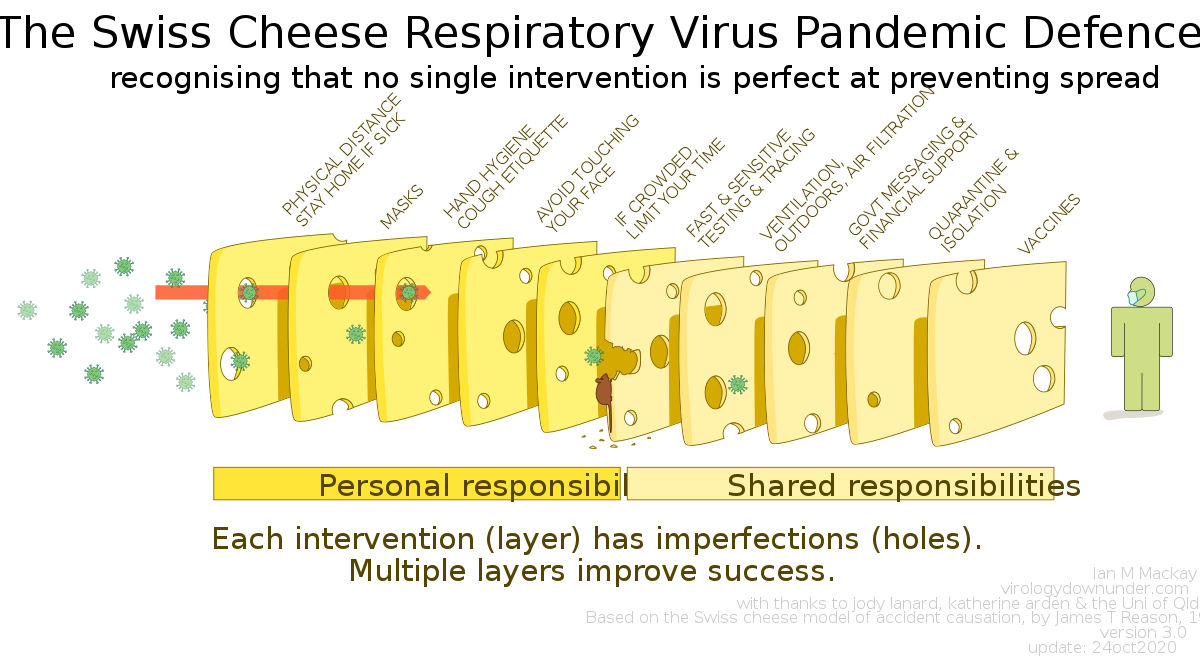 The Swiss Cheese Respiratory Virus Pandemic Defence
recognising that no single intervention is perfect at preventing spread
PHYSICAL DISTANCE
STAY HOME IF SICK
MASKS
HAND HYGIENE
COUGH ETIQUETTE
AVOID TOUCHING
YOUR FACE
IF CROWDED,
LIMIT YOUR TIME
FAST & SENSITIVE
TESTING & TRACING
VENTILATION,
OUTDOORS, AIR FILTRATION
GOVT MESSAGING &
FINANCIAL SUPPORT
QUARANTINE &
ISOLATION
VACCINES
Personal responsibil
Shared responsibilities
Each intervention (layer) has imperfections (holes).
Multiple layers improve success.
Ian M Mackay
virologydownunder.com
with thanks to jody lanard, katherine arden & the Uni of Qld
Based on the Swiss cheese model of accident causation, by James T Reason,
version 3.0
update: 24oct2020